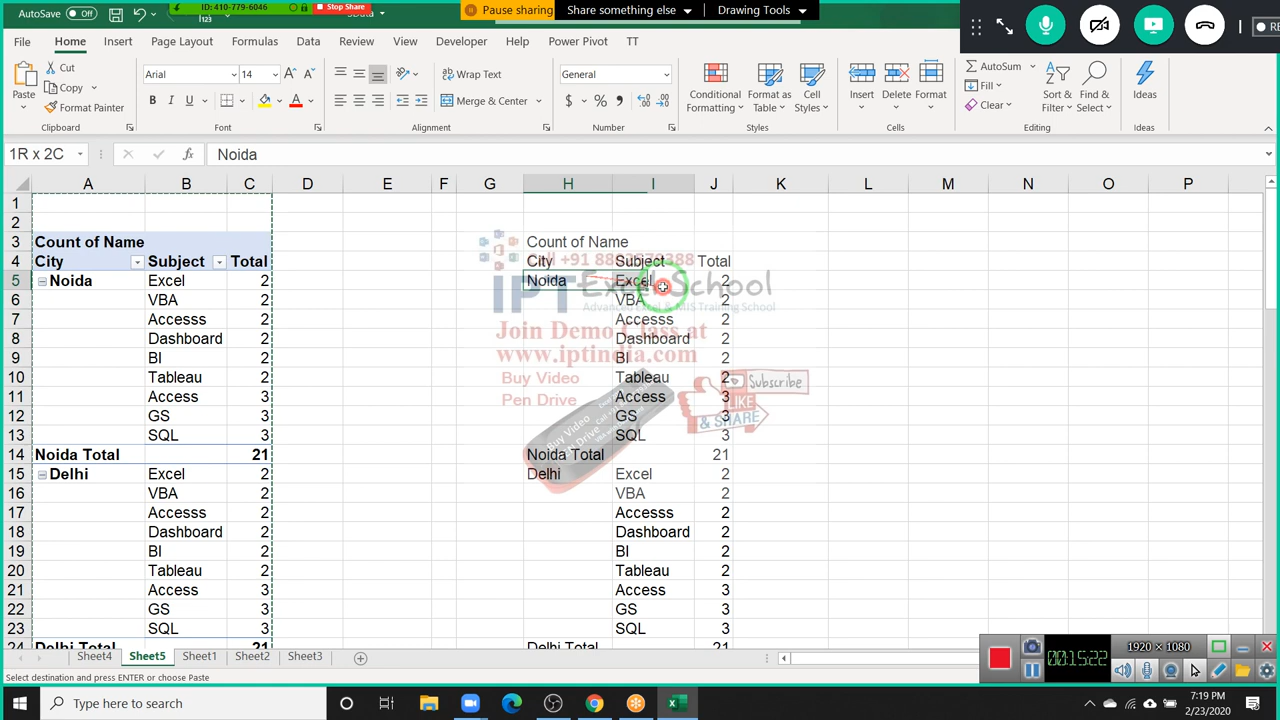 AutoSave Off
ID: 410-779-6046
Stop Share
Pause sharing
Share something else
Drawing Tools
File Home Insert Page Layout Formulas Data Review View Developer Help Power Pivot TT
Paste
Cut
Copy
Format Painter
Clipboard
Arial 14
B I U
Font
Wrap Text
Merge & Center
Alignment
General
Number
Conditional Formatting
Format as Table
Cell Styles
Styles
Insert
Delete
Format
Cells
AutoSum
Fill
Clear
Sort & Filter
Find & Select
Editing
Ideas
Ideas
1R x 2C
fx Noida
A B C D E F G H I J K L M N O P
1
2
3 Count of Name Count of Name
4 City Subject Total City Subject Total
5 Noida Excel 2 Noida Excel 2
6 VBA 2 VBA 2
7 Accesss 2 Accesss 2
8 Dashboard 2 Dashboard 2
9 BI 2 BI 2
10 Tableau 2 Tableau 2
11 Access 3 Access 3
12 GS 3 GS 3
13 SQL 3 SQL 3
14 Noida Total 21 Noida Total 21
15 Delhi Excel 2 Delhi Excel 2
16 VBA 2 VBA 2
17 Accesss 2 Accesss 2
18 Dashboard 2 Dashboard 2
19 BI 2 BI 2
20 Tableau 2 Tableau 2
21 Access 3 Access 3
22 GS 3 GS 3
23 SQL 3 SQL 3
24 Delhi Total 21 Delhi Total 21
IPT Excel School
Advanced Excel & MIS Training School
Join Demo Class at
www.iptindia.com
Buy Video
Pen Drive
Subscribe
LIKE
& SHARE
Sheet4 Sheet5 Sheet1 Sheet2 Sheet3
Select destination and press ENTER or choose Paste
1920 × 1080
00:15:22
Type here to search
7:19 PM
2/23/2020